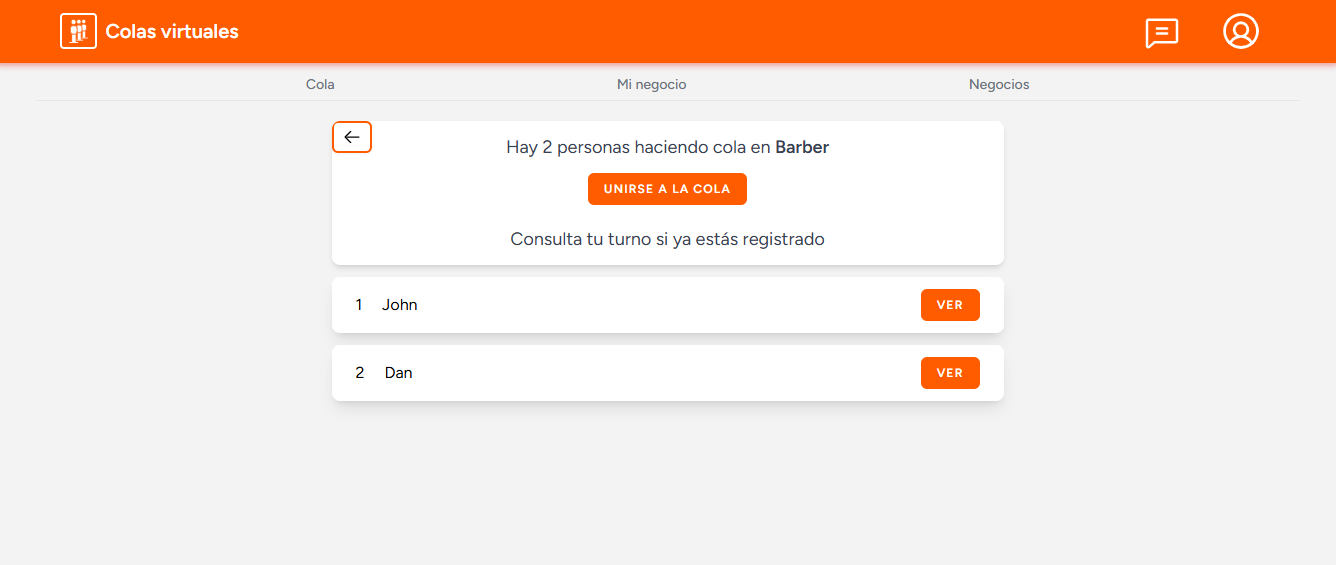 Colas virtuales
Cola Mi negocio Negocios
Hay 2 personas haciendo cola en Barber
UNIRSE A LA COLA
Consulta tu turno si ya estás registrado
1 John VER
2 Dan VER